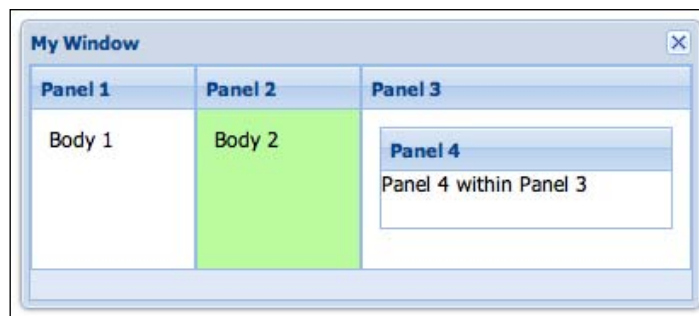 My Window
Panel 1 Panel 2 Panel 3
Body 1 Body 2
Panel 4
Panel 4 within Panel 3